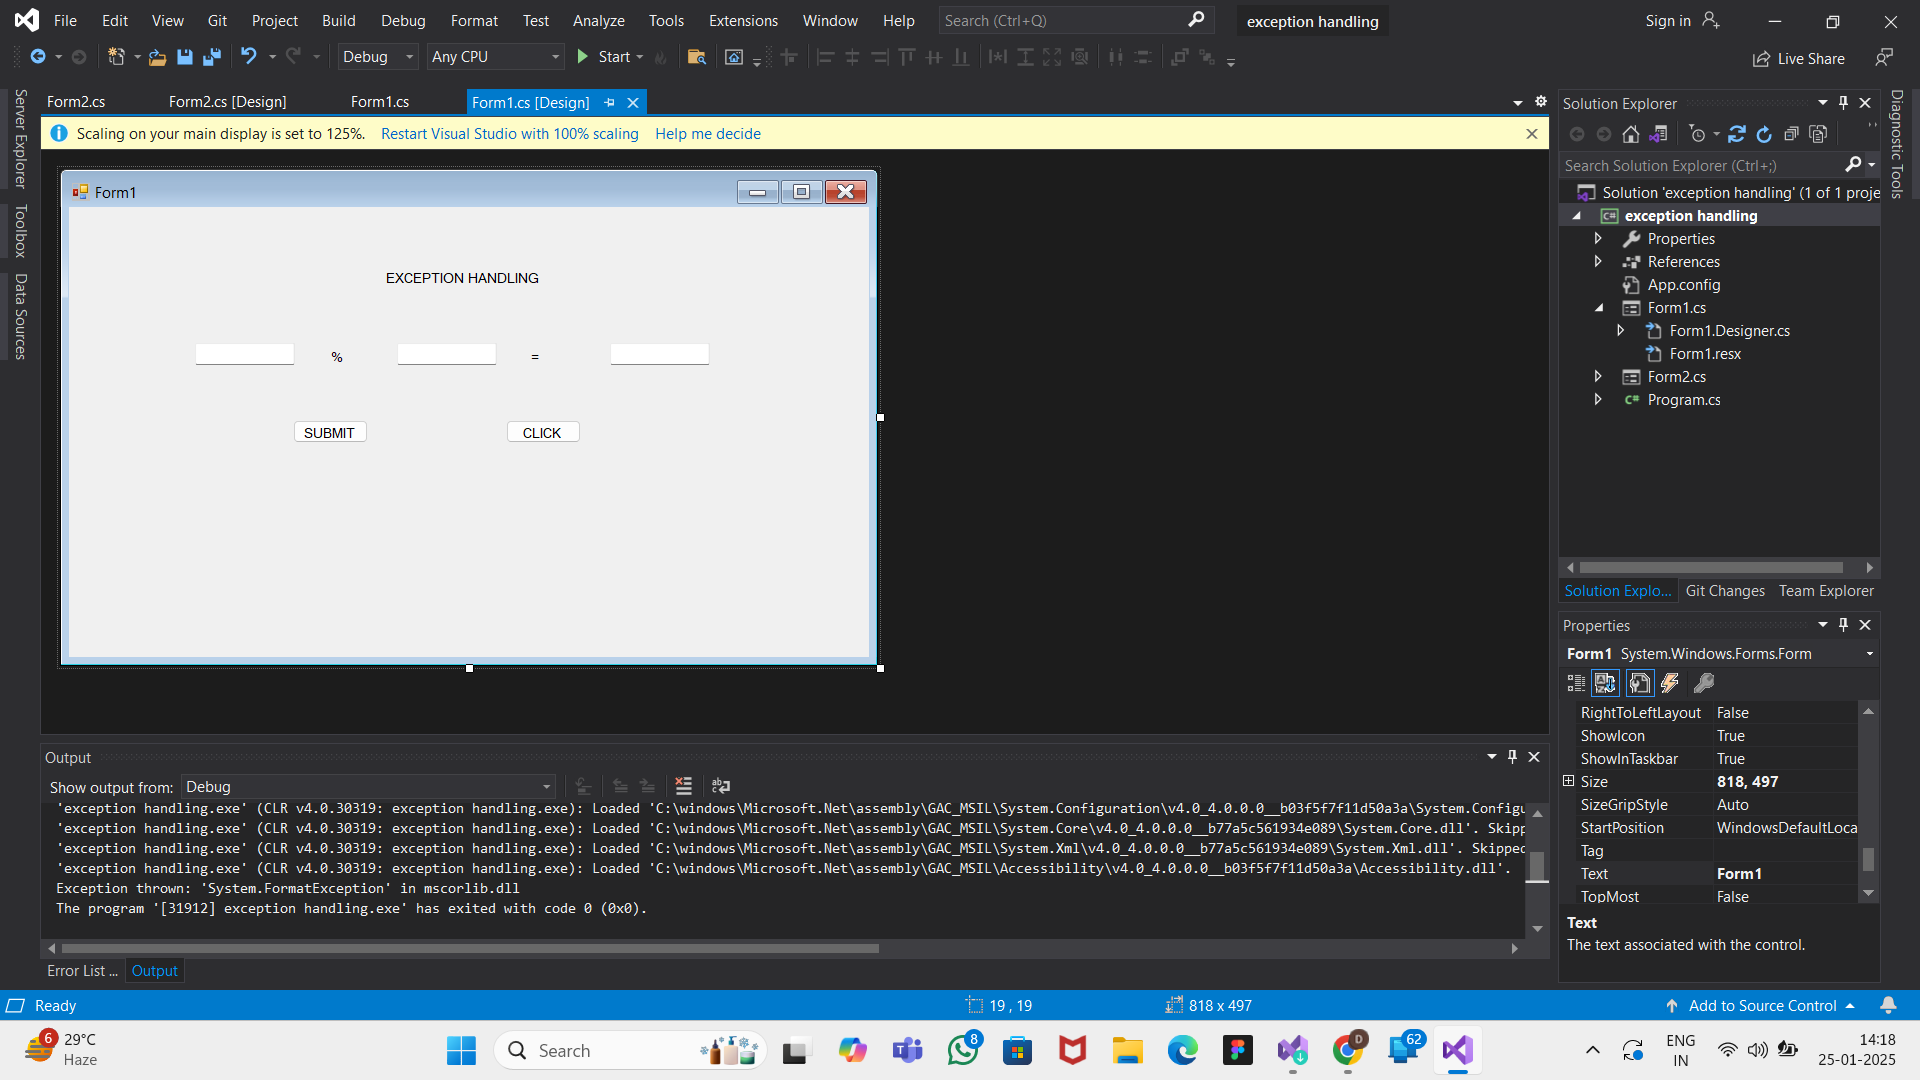 File Edit View Git Project Build Debug Format Test Analyze Tools Extensions Window Help Search (Ctrl+Q) exception handling Sign in
Debug Any CPU Start Live Share
Server Explorer
Toolbox
Data Sources
Form2.cs Form2.cs [Design] Form1.cs Form1.cs [Design]
Scaling on your main display is set to 125%. Restart Visual Studio with 100% scaling Help me decide
Form1
EXCEPTION HANDLING
% =
SUBMIT CLICK
Output
Show output from: Debug
'exception handling.exe' (CLR v4.0.30319: exception handling.exe): Loaded 'C:\windows\Microsoft.Net\assembly\GAC_MSIL\System.Configuration\v4.0_4.0.0.0__b03f5f7f11d50a3a\System.Configu
'exception handling.exe' (CLR v4.0.30319: exception handling.exe): Loaded 'C:\windows\Microsoft.Net\assembly\GAC_MSIL\System.Core\v4.0_4.0.0.0__b77a5c561934e089\System.Core.dll'. Skipp
'exception handling.exe' (CLR v4.0.30319: exception handling.exe): Loaded 'C:\windows\Microsoft.Net\assembly\GAC_MSIL\System.Xml\v4.0_4.0.0.0__b77a5c561934e089\System.Xml.dll'. Skipped
'exception handling.exe' (CLR v4.0.30319: exception handling.exe): Loaded 'C:\windows\Microsoft.Net\assembly\GAC_MSIL\Accessibility\v4.0_4.0.0.0__b03f5f7f11d50a3a\Accessibility.dll'.
Exception thrown: 'System.FormatException' in mscorlib.dll
The program '[31912] exception handling.exe' has exited with code 0 (0x0).
Error List ... Output
Solution Explorer
Search Solution Explorer (Ctrl+;)
Solution 'exception handling' (1 of 1 proje
exception handling
Properties
References
App.config
Form1.cs
Form1.Designer.cs
Form1.resx
Form2.cs
Program.cs
Solution Explo... Git Changes Team Explorer
Properties
Form1 System.Windows.Forms.Form
RightToLeftLayout False
ShowIcon True
ShowInTaskbar True
Size 818, 497
SizeGripStyle Auto
StartPosition WindowsDefaultLoca
Tag
Text Form1
TopMost False
Text
The text associated with the control.
Diagnostic Tools
Ready 19 , 19 818 x 497 Add to Source Control
6 29°C
Haze
Search
8
D
62
ENG
IN
14:18
25-01-2025